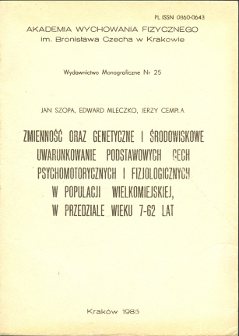 PL ISSN 0860-0643
AKADEMIA WYCHOWANIA FIZYCZNEGO
im. Bronisława Czecha w Krakowie
Wydawnictwo Monograficzne Nr 25
JAN SZOPA, EDWARD MLECZKO, JERZY CEMPLA
ZMIENNOŚĆ ORAZ GENETYCZNE I ŚRODOWISKOWE
UWARUNKOWANIE PODSTAWOWYCH CECH
PSYCHOMOTORYCZNYCH I FIZJOLOGICZNYCH
W POPULACJI WIELKOMIEJSKIEJ,
W PRZEDZIALE WIEKU 7-62 LAT
Kraków 1983